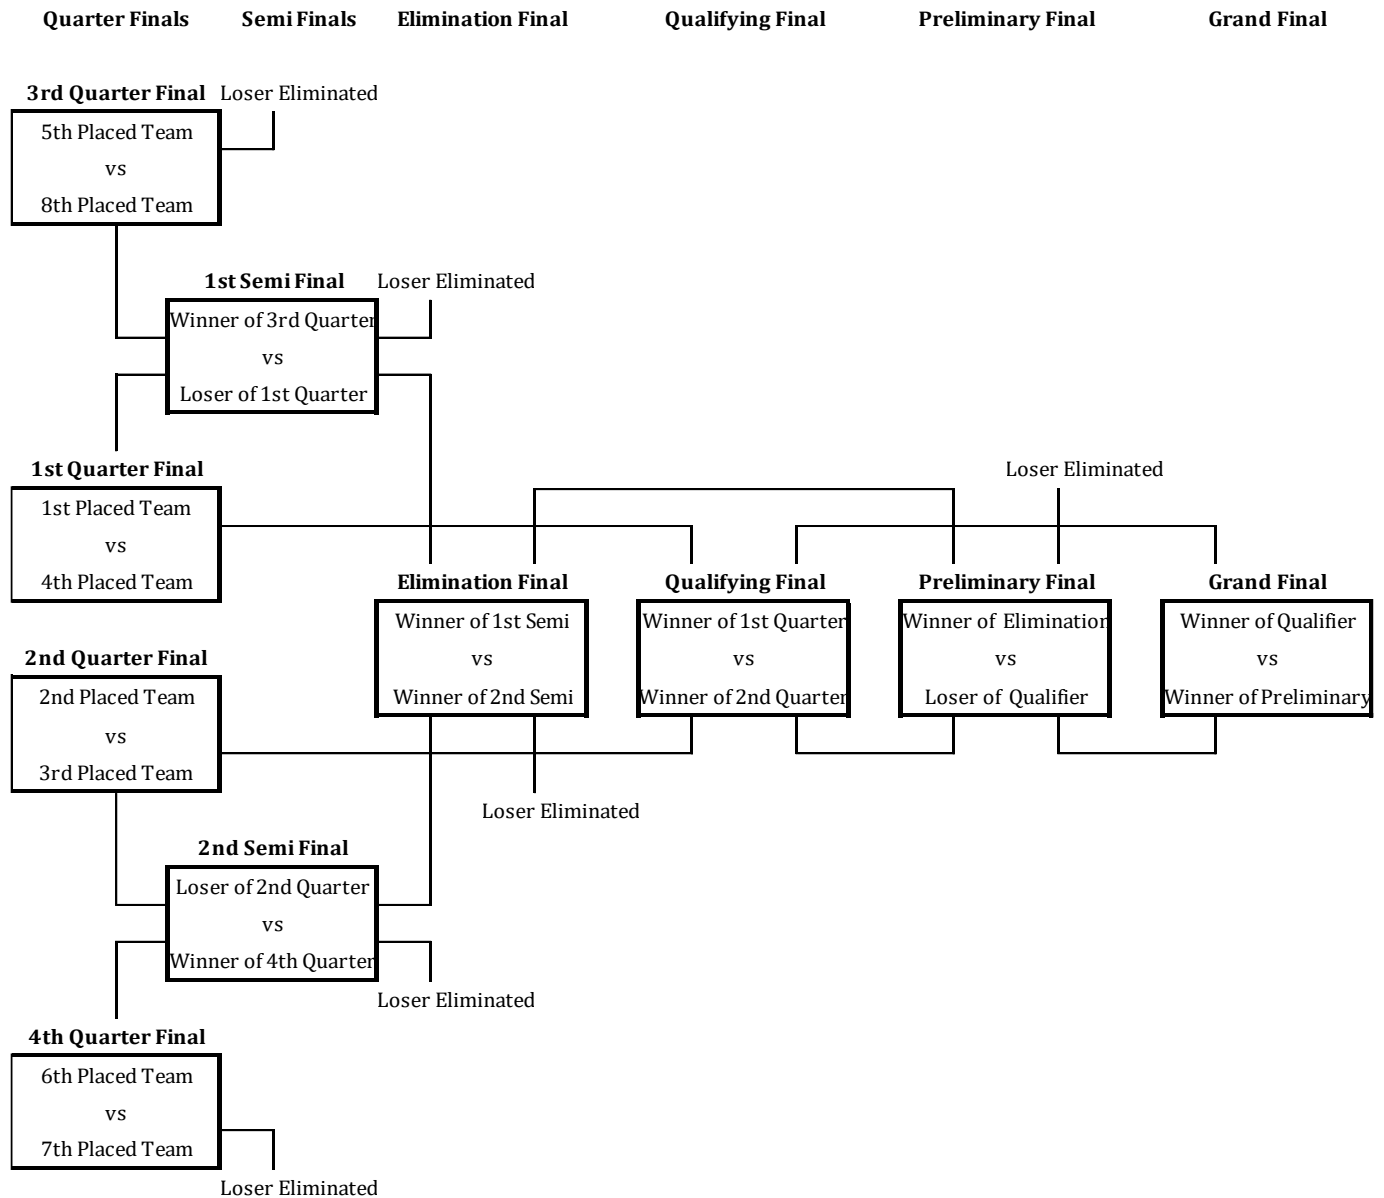 Quarter Finals Semi Finals Elimination Final Qualifying Final Preliminary Final Grand Final
3rd Quarter Final Loser Eliminated
5th Placed Team
vs
8th Placed Team
1st Semi Final Loser Eliminated
Winner of 3rd Quarter
vs
Loser of 1st Quarter
1st Quarter Final
1st Placed Team
vs
4th Placed Team
Loser Eliminated
Elimination Final
Winner of 1st Semi
vs
Winner of 2nd Semi
Loser Eliminated
Qualifying Final
Winner of 1st Quarter
vs
Winner of 2nd Quarter
Preliminary Final
Winner of Elimination
vs
Loser of Qualifier
Grand Final
Winner of Qualifier
vs
Winner of Preliminary
2nd Quarter Final
2nd Placed Team
vs
3rd Placed Team
2nd Semi Final
Loser of 2nd Quarter
vs
Winner of 4th Quarter
Loser Eliminated
4th Quarter Final
6th Placed Team
vs
7th Placed Team
Loser Eliminated